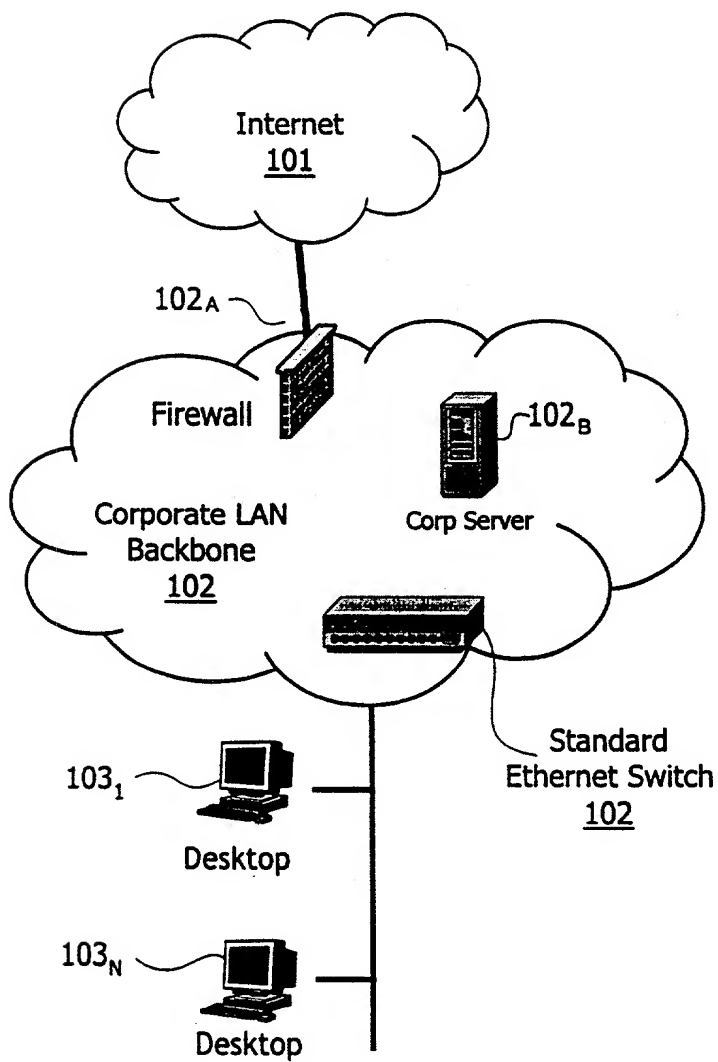 Internet
101
102A
Firewall
102B
Corp Server
Corporate LAN
Backbone
102
Standard
Ethernet Switch
102
1031
Desktop
103N
Desktop